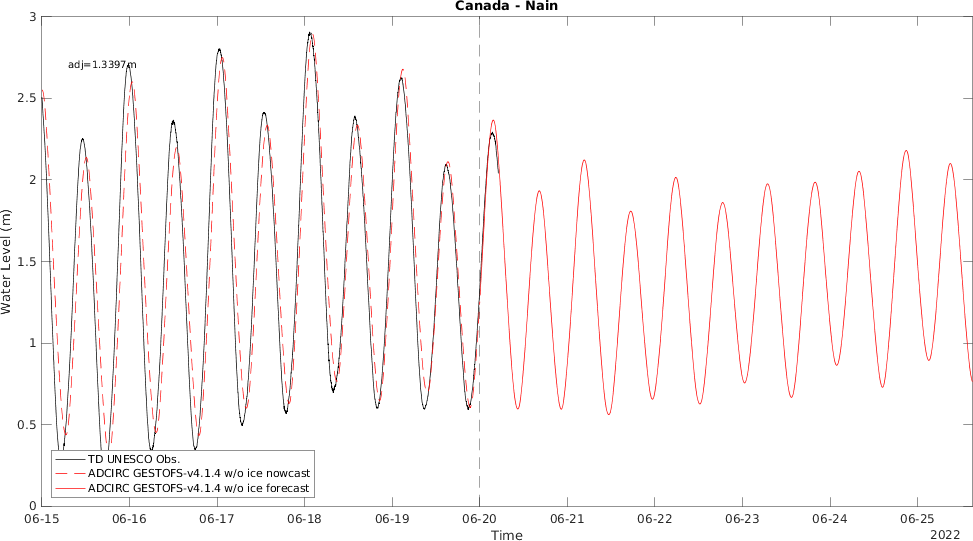 Canada - Nain
3
adj=1.3397m
2.5
2
Water Level (m)
1.5
1
0.5
TD UNESCO Obs.
ADCIRC GESTOFS-v4.1.4 w/o ice nowcast
ADCIRC GESTOFS-v4.1.4 w/o ice forecast
0
06-15 06-16 06-17 06-18 06-19 06-20 06-21 06-22 06-23 06-24 06-25
Time
2022